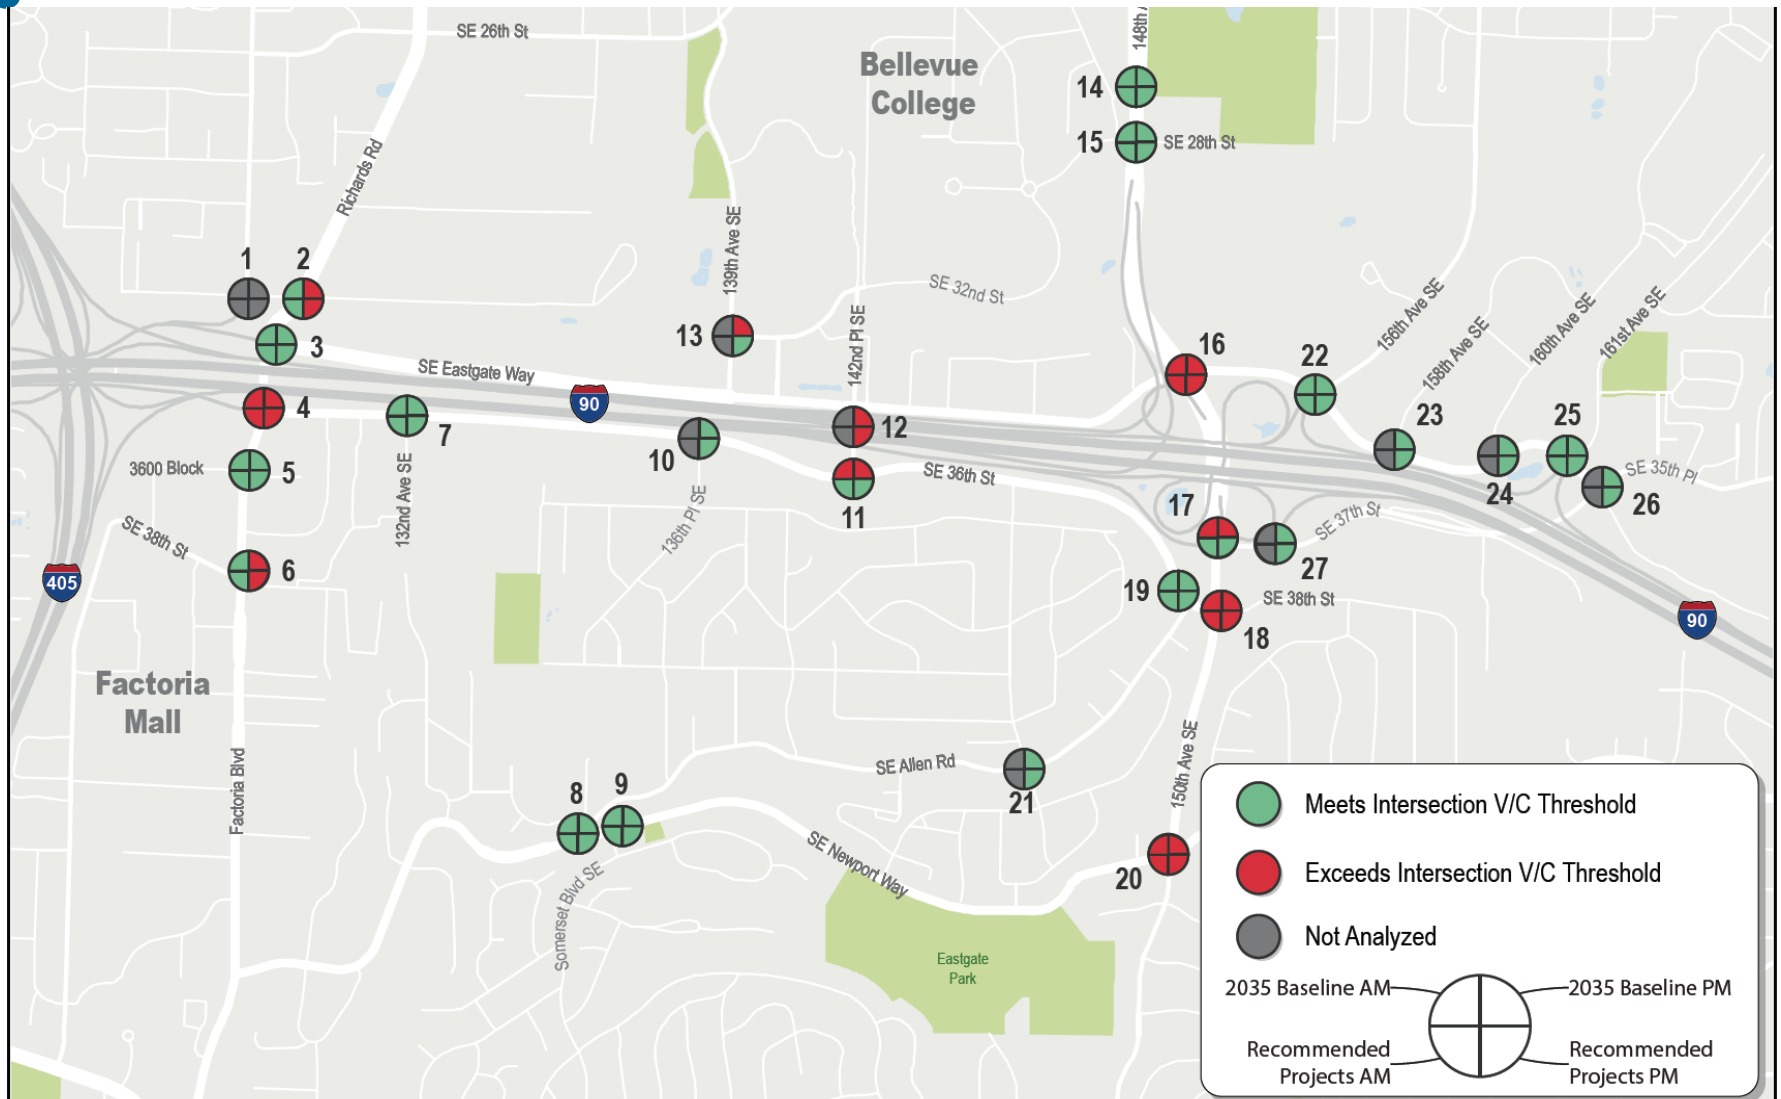 SE 26th St
Bellevue
College
148th A
14
15
SE 28th St
Richards Rd
139th Ave SE
1
2
3
13
SE 32nd St
142nd Pl SE
SE Eastgate Way
90
4
7
3600 Block
5
132nd Ave SE
10
136th Pl SE
12
11
SE 36th St
16
22
156th Ave SE
158th Ave SE
160th Ave SE
161st Ave SE
23
25
24
26
SE 35th Pl
17
SE 37th St
27
19
18
SE 38th St
SE 38th St
6
405
90
Factoria
Mall
Factoria Blvd
SE Allen Rd
21
150th Ave SE
8
9
SE Newport Way
Somerset Blvd SE
20
Eastgate
Park
Meets Intersection V/C Threshold
Exceeds Intersection V/C Threshold
Not Analyzed
2035 Baseline AM
2035 Baseline PM
Recommended
Projects AM
Recommended
Projects PM